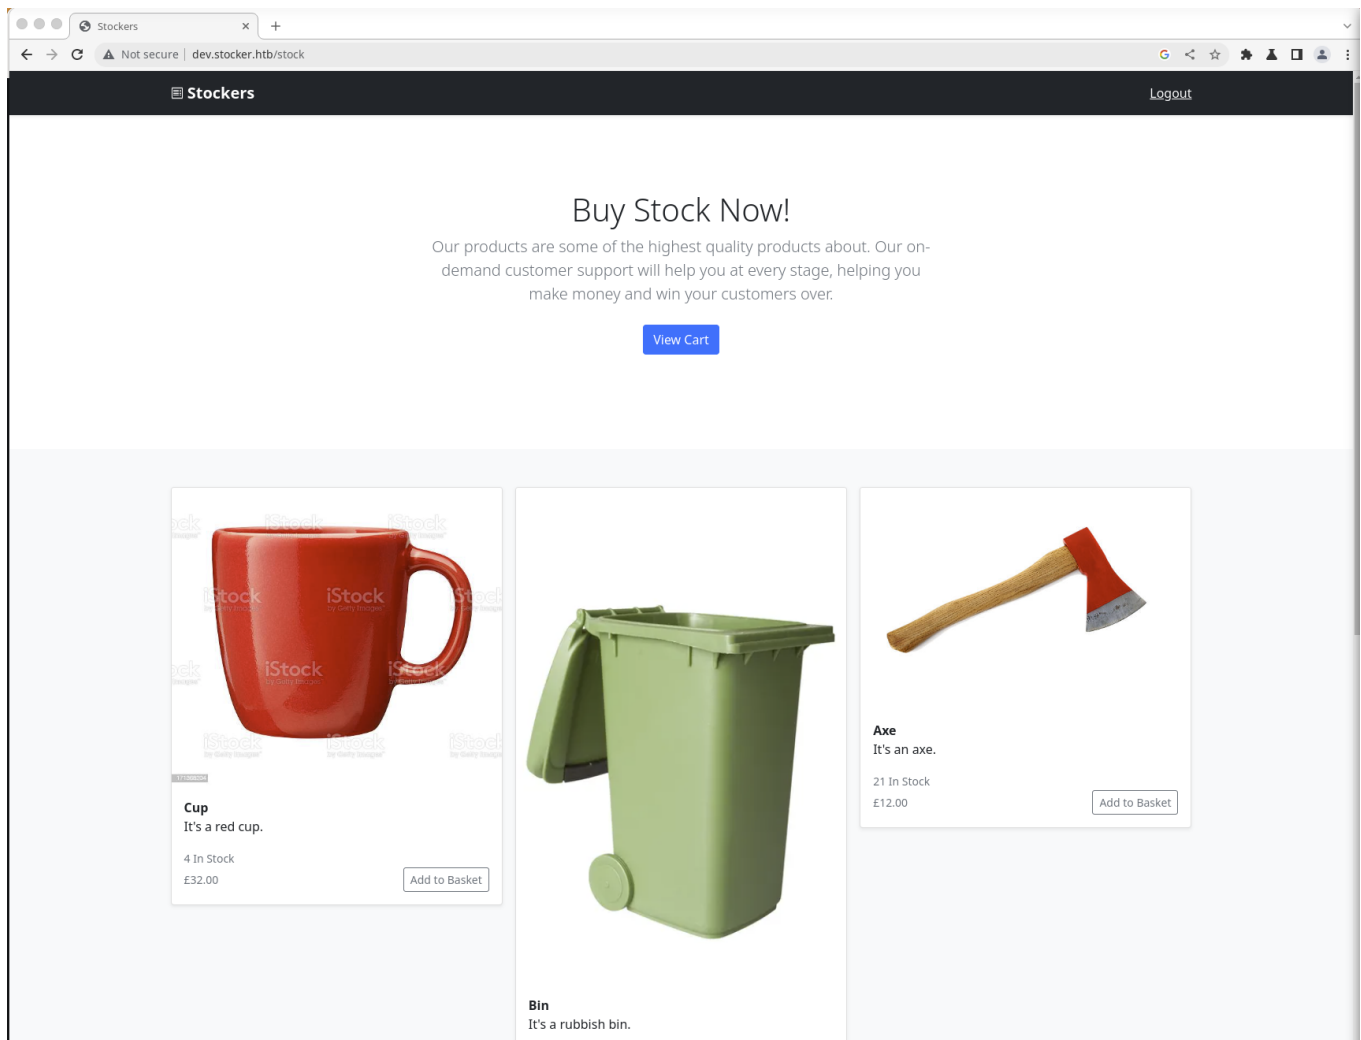 Stockers
Not secure
dev.stocker.htb/stock
Stockers
Logout
Buy Stock Now!
Our products are some of the highest quality products about. Our on-
demand customer support will help you at every stage, helping you
make money and win your customers over.
View Cart
iStock
by Getty Images
Cup
It's a red cup.
4 In Stock
£32.00
Add to Basket
Bin
It's a rubbish bin.
Axe
It's an axe.
21 In Stock
£12.00
Add to Basket